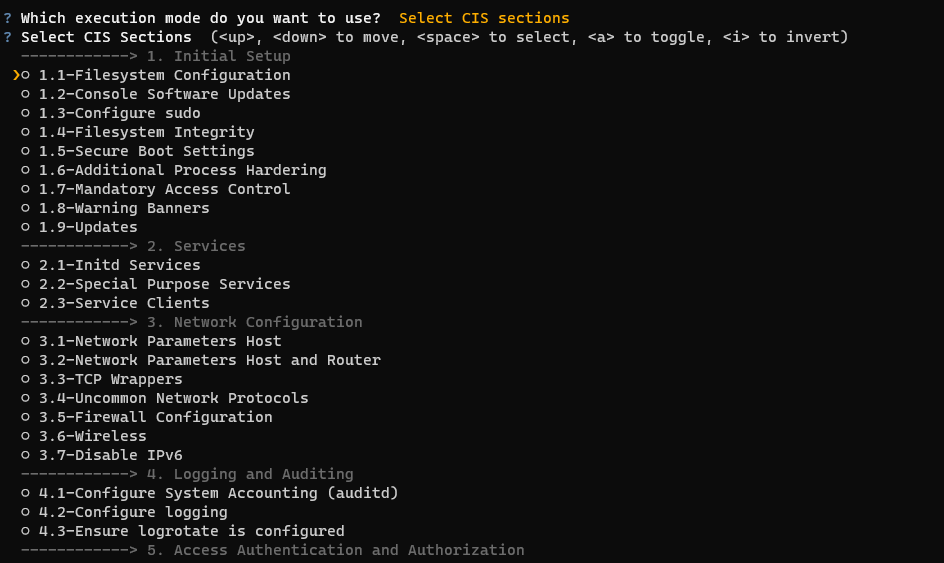 ? Which execution mode do you want to use?  Select CIS sections
? Select CIS Sections  (<up>, <down> to move, <space> to select, <a> to toggle, <i> to invert)
------------> 1. Initial Setup
❯○ 1.1-Filesystem Configuration
○ 1.2-Console Software Updates
○ 1.3-Configure sudo
○ 1.4-Filesystem Integrity
○ 1.5-Secure Boot Settings
○ 1.6-Additional Process Hardering
○ 1.7-Mandatory Access Control
○ 1.8-Warning Banners
○ 1.9-Updates
------------> 2. Services
○ 2.1-Initd Services
○ 2.2-Special Purpose Services
○ 2.3-Service Clients
------------> 3. Network Configuration
○ 3.1-Network Parameters Host
○ 3.2-Network Parameters Host and Router
○ 3.3-TCP Wrappers
○ 3.4-Uncommon Network Protocols
○ 3.5-Firewall Configuration
○ 3.6-Wireless
○ 3.7-Disable IPv6
------------> 4. Logging and Auditing
○ 4.1-Configure System Accounting (auditd)
○ 4.2-Configure logging
○ 4.3-Ensure logrotate is configured
------------> 5. Access Authentication and Authorization